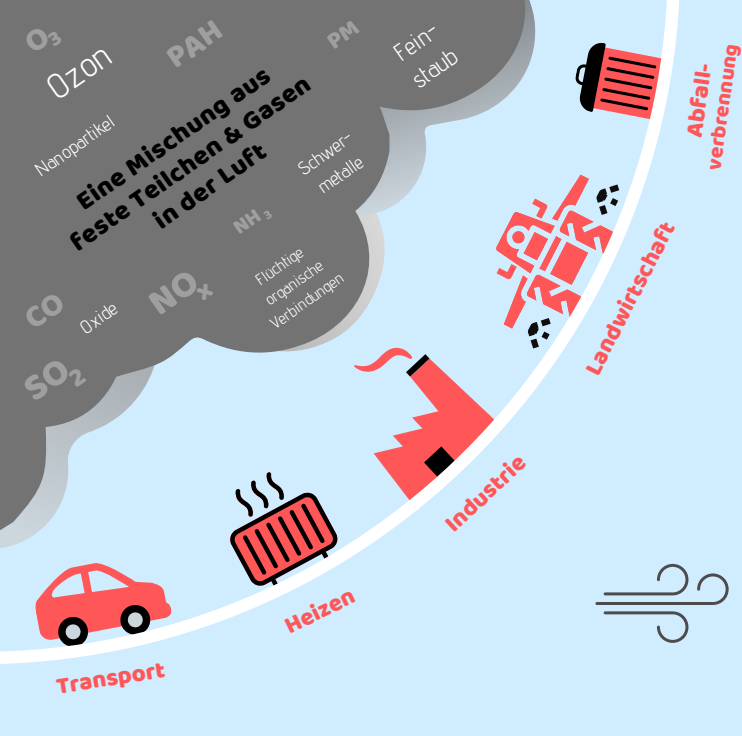 O₃
PAH
PM
Ozon
Fein-
staub
Nanopartikel
Eine Mischung aus
feste Teilchen & Gasen
in der Luft
Schwer-
metalle
NH₃
CO
Oxide
NOₓ
Flüchtige
organische
Verbindungen
SO₂
Abfall-
verbrennung
Landwirtschaft
Industrie
Heizen
Transport